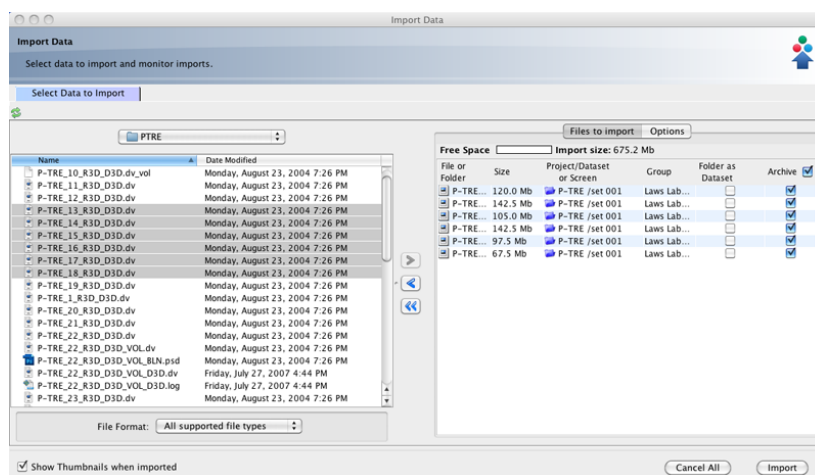 Import Data
Import Data
Select data to import and monitor imports.
Select Data to Import
PTRE
Name Date Modified
P-TRE_10_R3D_D3D.dv_vol Monday, August 23, 2004 7:26 PM
P-TRE_11_R3D_D3D.dv Monday, August 23, 2004 7:26 PM
P-TRE_12_R3D_D3D.dv Monday, August 23, 2004 7:26 PM
P-TRE_13_R3D_D3D.dv Monday, August 23, 2004 7:26 PM
P-TRE_14_R3D_D3D.dv Monday, August 23, 2004 7:26 PM
P-TRE_15_R3D_D3D.dv Monday, August 23, 2004 7:26 PM
P-TRE_16_R3D_D3D.dv Monday, August 23, 2004 7:26 PM
P-TRE_17_R3D_D3D.dv Monday, August 23, 2004 7:26 PM
P-TRE_18_R3D_D3D.dv Monday, August 23, 2004 7:26 PM
P-TRE_19_R3D_D3D.dv Monday, August 23, 2004 7:26 PM
P-TRE_1_R3D_D3D.dv Monday, August 23, 2004 7:26 PM
P-TRE_20_R3D_D3D.dv Monday, August 23, 2004 7:26 PM
P-TRE_21_R3D_D3D.dv Monday, August 23, 2004 7:26 PM
P-TRE_22_R3D_D3D.dv Monday, August 23, 2004 7:26 PM
P-TRE_22_R3D_D3D_VOL.dv Monday, August 23, 2004 7:26 PM
P-TRE_22_R3D_D3D_VOL_BLN.psd Monday, August 23, 2004 7:26 PM
P-TRE_22_R3D_D3D_VOL_D3D.dv Friday, July 27, 2007 4:44 PM
P-TRE_22_R3D_D3D_VOL_D3D.log Friday, July 27, 2007 4:44 PM
P-TRE_23_R3D_D3D.dv Monday, August 23, 2004 7:26 PM
File Format: All supported file types
Show Thumbnails when imported
Files to import Options
Free Space Import size: 675.2 Mb
File or Folder Size Project/Dataset or Screen Group Folder as Dataset Archive
P-TRE... 120.0 Mb P-TRE /set 001 Laws Lab...
P-TRE... 142.5 Mb P-TRE /set 001 Laws Lab...
P-TRE... 105.0 Mb P-TRE /set 001 Laws Lab...
P-TRE... 142.5 Mb P-TRE /set 001 Laws Lab...
P-TRE... 97.5 Mb P-TRE /set 001 Laws Lab...
P-TRE... 67.5 Mb P-TRE /set 001 Laws Lab...
Cancel All Import